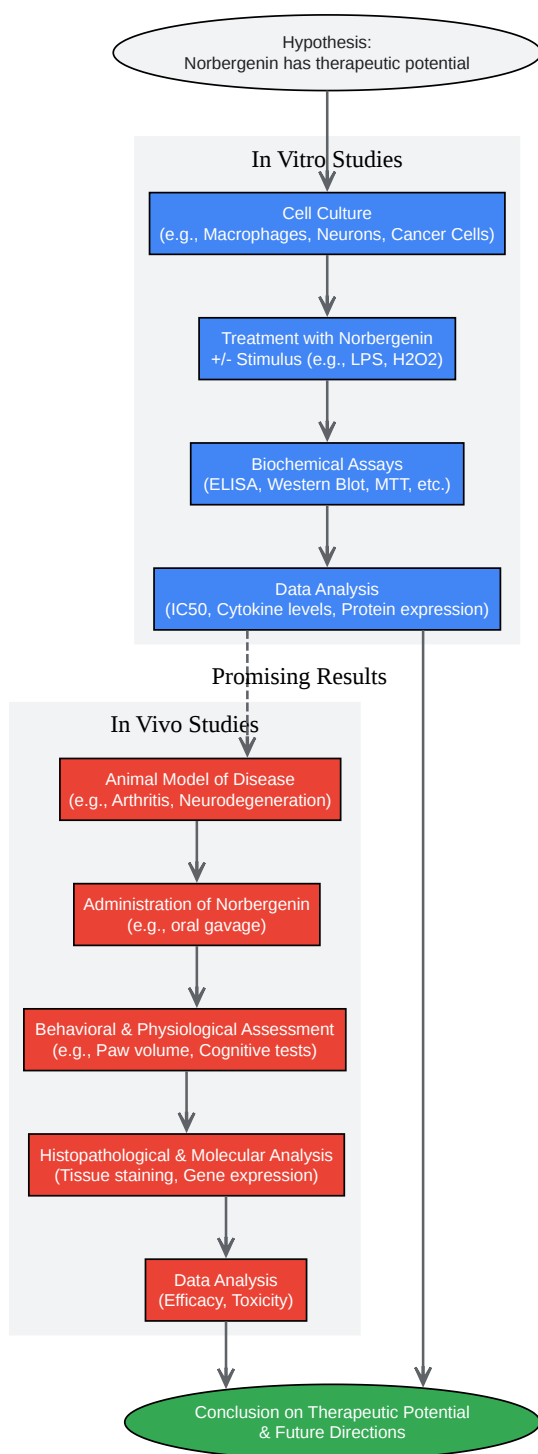 Hypothesis:
Norbergenin has therapeutic potential
In Vitro Studies
Cell Culture
(e.g., Macrophages, Neurons, Cancer Cells)
Treatment with Norbergenin
+/- Stimulus (e.g., LPS, H2O2)
Biochemical Assays
(ELISA, Western Blot, MTT, etc.)
Data Analysis
(IC50, Cytokine levels, Protein expression)
Promising Results
In Vivo Studies
Animal Model of Disease
(e.g., Arthritis, Neurodegeneration)
Administration of Norbergenin
(e.g., oral gavage)
Behavioral & Physiological Assessment
(e.g., Paw volume, Cognitive tests)
Histopathological & Molecular Analysis
(Tissue staining, Gene expression)
Data Analysis
(Efficacy, Toxicity)
Conclusion on Therapeutic Potential
& Future Directions